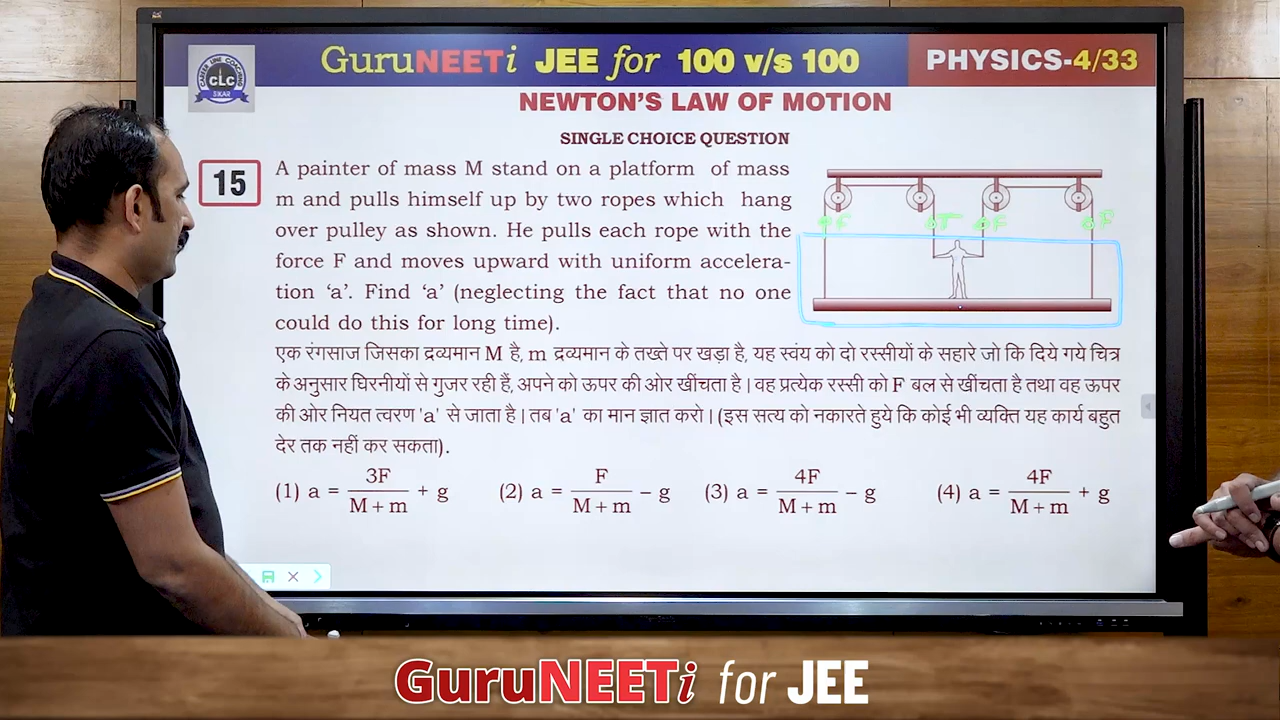 GuruNEETi JEE for 100 v/s 100
PHYSICS-4/33
CLC
SIKAR
NEWTON'S LAW OF MOTION
SINGLE CHOICE QUESTION
15
A painter of mass M stand on a platform of mass
m and pulls himself up by two ropes which hang
over pulley as shown. He pulls each rope with the
force F and moves upward with uniform accelera-
tion 'a'. Find 'a' (neglecting the fact that no one
could do this for long time).
F F F
एक रंगसाज जिसका द्रव्यमान M है, m द्रव्यमान के तख्ते पर खड़ा है, यह स्वंय को दो रस्सीयों के सहारे जो कि दिये गये चित्र
के अनुसार घिरनीयों से गुजर रही हैं, अपने को ऊपर की ओर खींचता है। वह प्रत्येक रस्सी को F बल से खींचता है तथा वह ऊपर
की ओर नियत त्वरण 'a' से जाता है। तब 'a' का मान ज्ञात करो। (इस सत्य को नकारते हुये कि कोई भी व्यक्ति यह कार्य बहुत
देर तक नहीं कर सकता).
(1) a = 3F / M + m + g (2) a = F / M + m − g (3) a = 4F / M + m − g (4) a = 4F / M + m + g
GuruNEETi for JEE